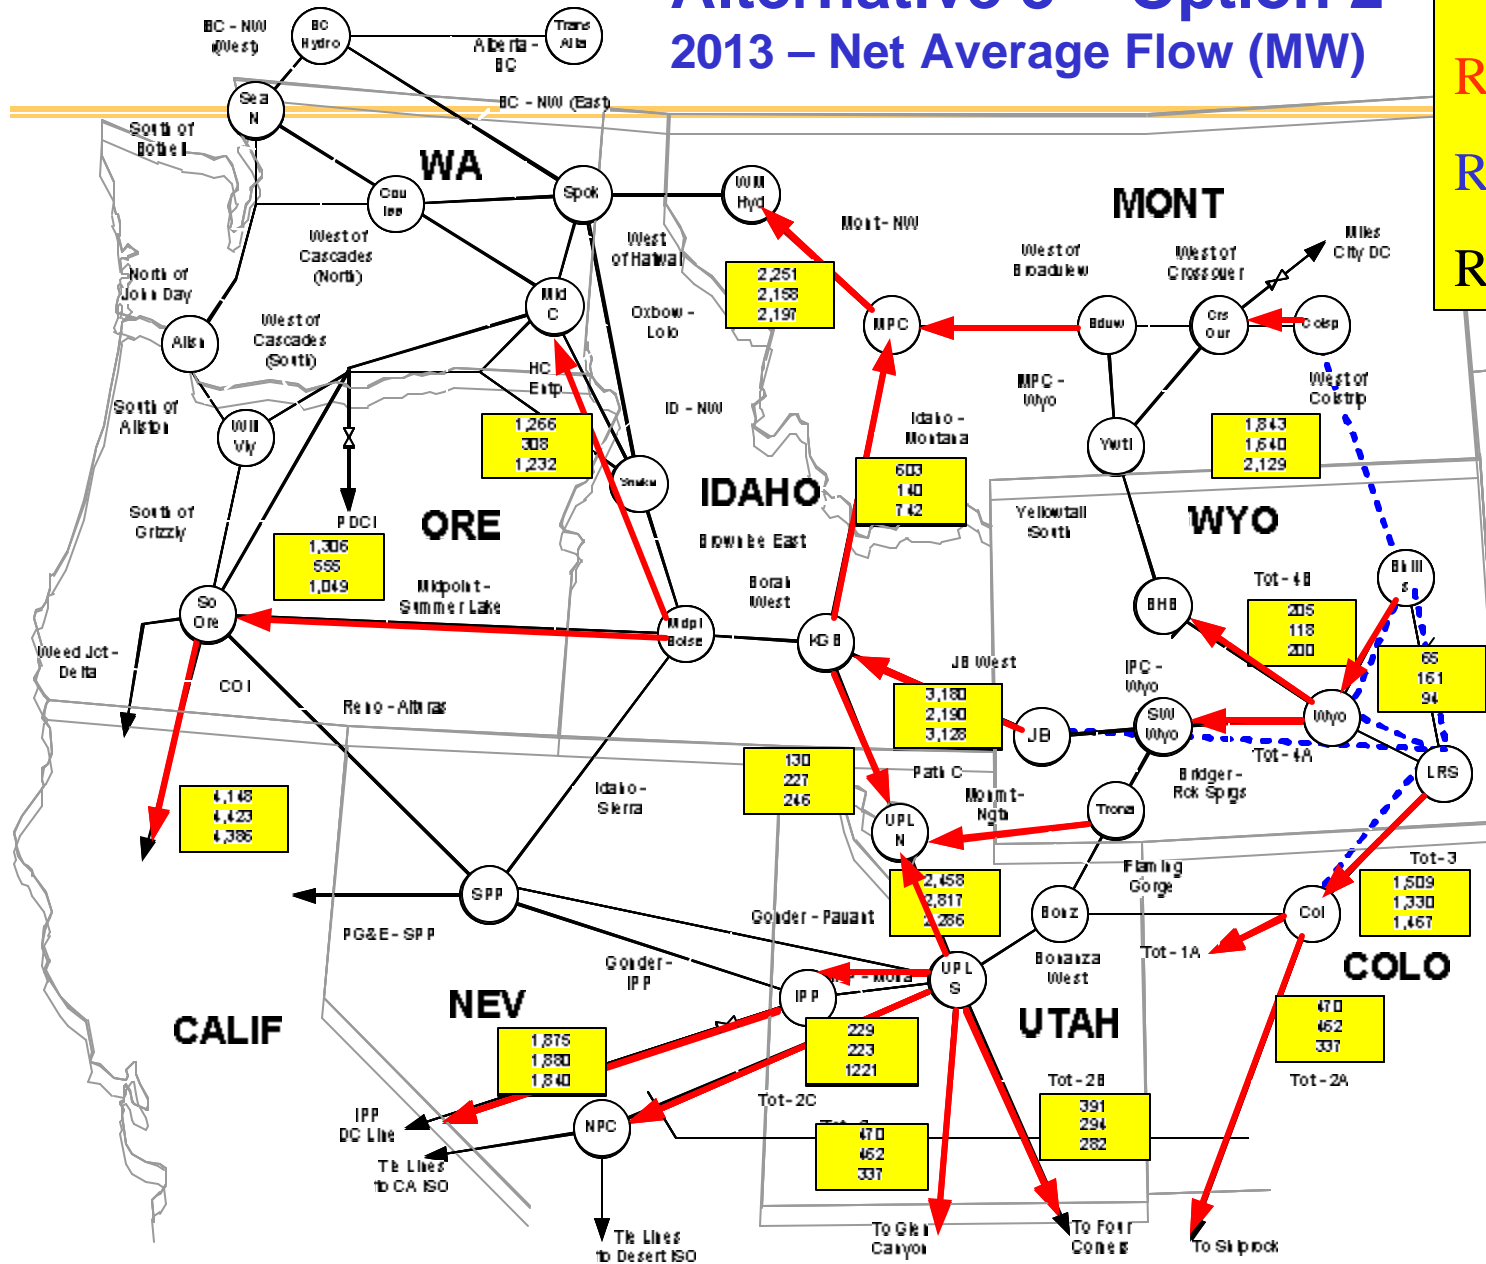 2013 – Net Average Flow (MW)
R
R
R
BC - NW
(West)
BC
Hydro
Alberta -
BC
Trans
Alta
BC - NW (East)
Sea
N
South of
Bothell
WA
Cou
lee
Spok
WM
Hyd
Mont - NW
MONT
West of
Cascades
(North)
West
of Hatwai
West of
Broadview
West of
Crossover
Miles
City DC
North of
John Day
2,251
2,158
2,197
Mid
C
Oxbow -
Lolo
MPC
Bdvw
Crs
Ovr
Colsp
West of
Cascades
(South)
Allsn
HC
Entp
MPC -
Wyo
West of
Colstrip
ID - NW
South of
Allston
Will
Vly
1,266
308
1,232
Idaho -
Montana
Ywtl
1,843
1,640
2,129
603
140
742
IDAHO
Snake
South of
Grizzly
PDCI
ORE
Yellowtail
South
WYO
Brownlee East
1,306
555
1,049
Midpoint -
Summer Lake
Borah
West
BHB
Tot - 4B
Bhill
s
205
118
200
So
Ore
Midpt
Boise
KGB
JB West
IPC -
Wyo
65
161
94
Weed Jct -
Delta
COI
Reno - Alturas
3,180
2,190
3,128
JB
SW
Wyo
Wyo
Tot - 4A
LRS
130
227
246
Path C
Bridger -
Rck Sprgs
Idaho -
Sierra
Monmt -
Ngtn
Trona
4,148
4,423
4,386
UPL
N
Flaming
Gorge
Tot - 3
2,458
2,817
2,286
1,509
1,330
1,467
SPP
Gonder - Pavant
Bonz
Col
PG&E - SPP
Gonder -
IPP
Bonanza
West
Tot - 1A
COLO
UPL
S
IPP
NEV
CALIF
UTAH
470
462
337
1,875
1,880
1,840
229
223
1221
Tot - 2A
Tot - 2B
Tot - 2C
391
294
282
IPP
DC Line
NPC
470
462
337
Tie Lines
to CA ISO
Tie Lines
to Desert ISO
To Glen
Canyon
To Four
Corners
To Shiprock